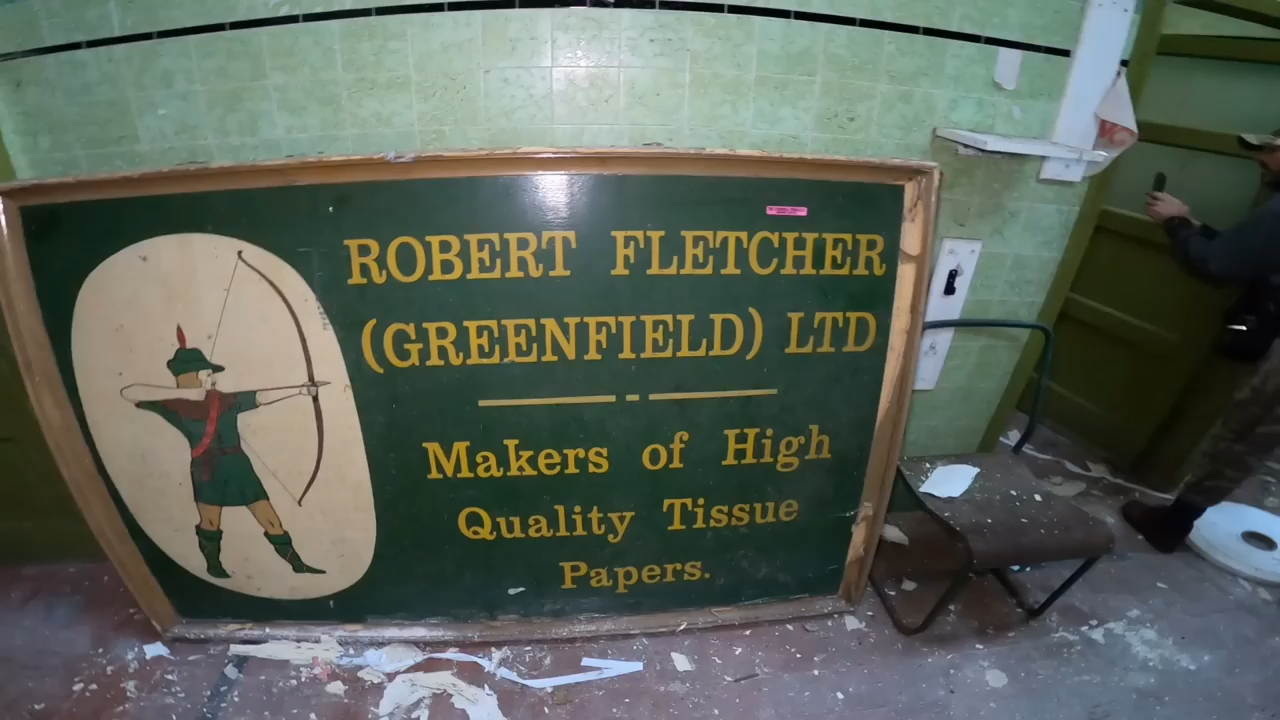 ROBERT FLETCHER
(GREENFIELD) LTD
Makers of High
Quality Tissue
Papers.